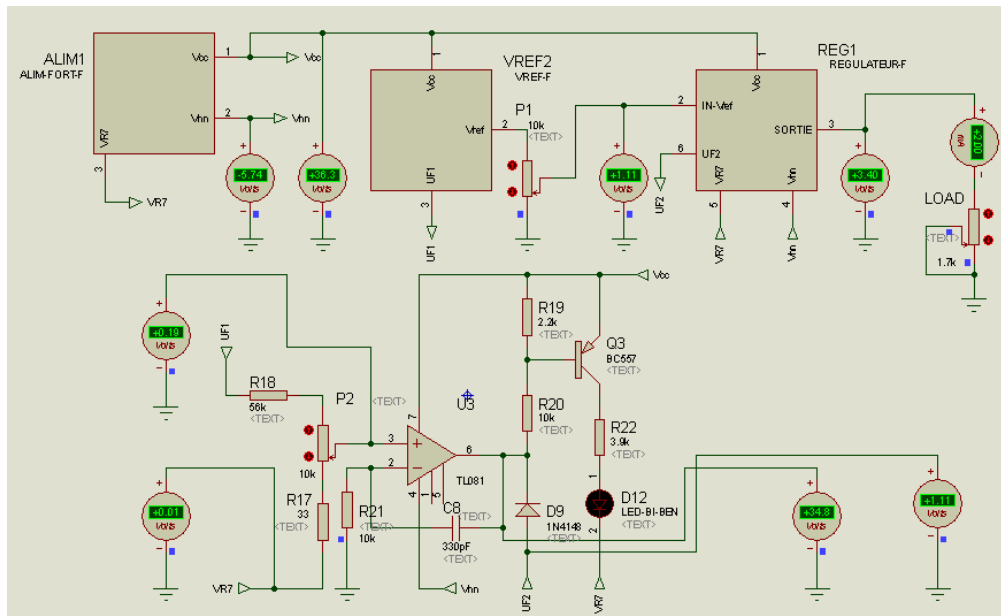 ALIM1
ALIM-FORT-F
Vcc
1
Vcc
Vhn
2
Vhn
VR7
3
VR7
-5.74
Volts
+36.3
Volts
VREF2
VREF-F
1
Vcc
Vref
2
UF1
3
UF1
P1
10k
<TEXT>
+1.11
Volts
REG1
REGULATEUR-F
1
Vcc
2
IN-Vref
SORTIE
3
6
UF2
UF2
VR7
5
VR7
Vhn
4
Vhn
+3.40
Volts
+2.00
mA
LOAD
<TEXT>
1.7k
+0.19
Volts
UF1
R18
56k
<TEXT>
P2
<TEXT>
10k
+0.01
Volts
R17
33
<TEXT>
VR7
R21
10k
<TEXT>
U3
7
3
2
6
4
1
5
TL081
C8
330pF
<TEXT>
<TEXT>
Vhn
Vcc
R19
2.2k
<TEXT>
Q3
BC557
<TEXT>
R20
10k
<TEXT>
R22
3.9k
<TEXT>
D9
1N4148
<TEXT>
UF2
1
D12
LED-BI-BEN
<TEXT>
2
VR7
+34.8
Volts
+1.11
Volts